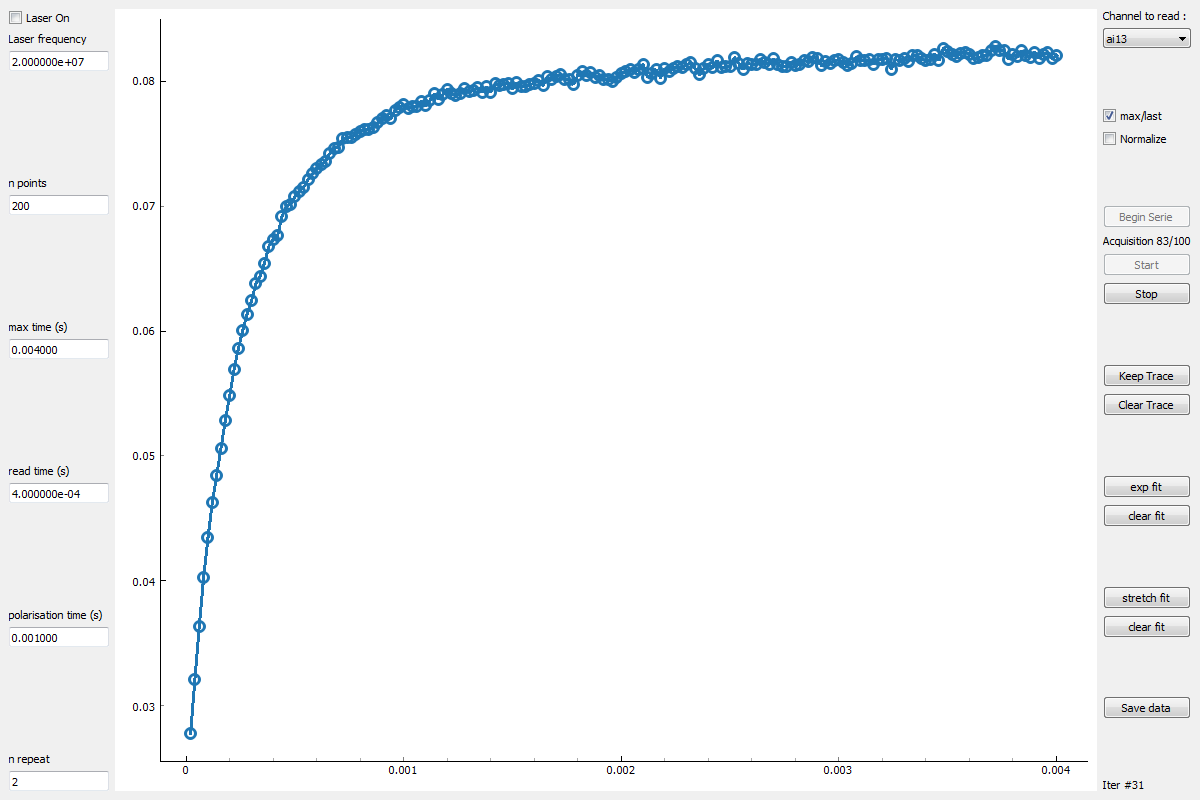 Laser On
Laser frequency
2.000000e+07
n points
200
max time (s)
0.004000
read time (s)
4.000000e-04
polarisation time (s)
0.001000
n repeat
2
0.08
0.07
0.06
0.05
0.04
0.03
0
0.001
0.002
0.003
0.004
Channel to read :
ai13
max/last
Normalize
Begin Serie
Acquisition 83/100
Start
Stop
Keep Trace
Clear Trace
exp fit
clear fit
stretch fit
clear fit
Save data
Iter #31